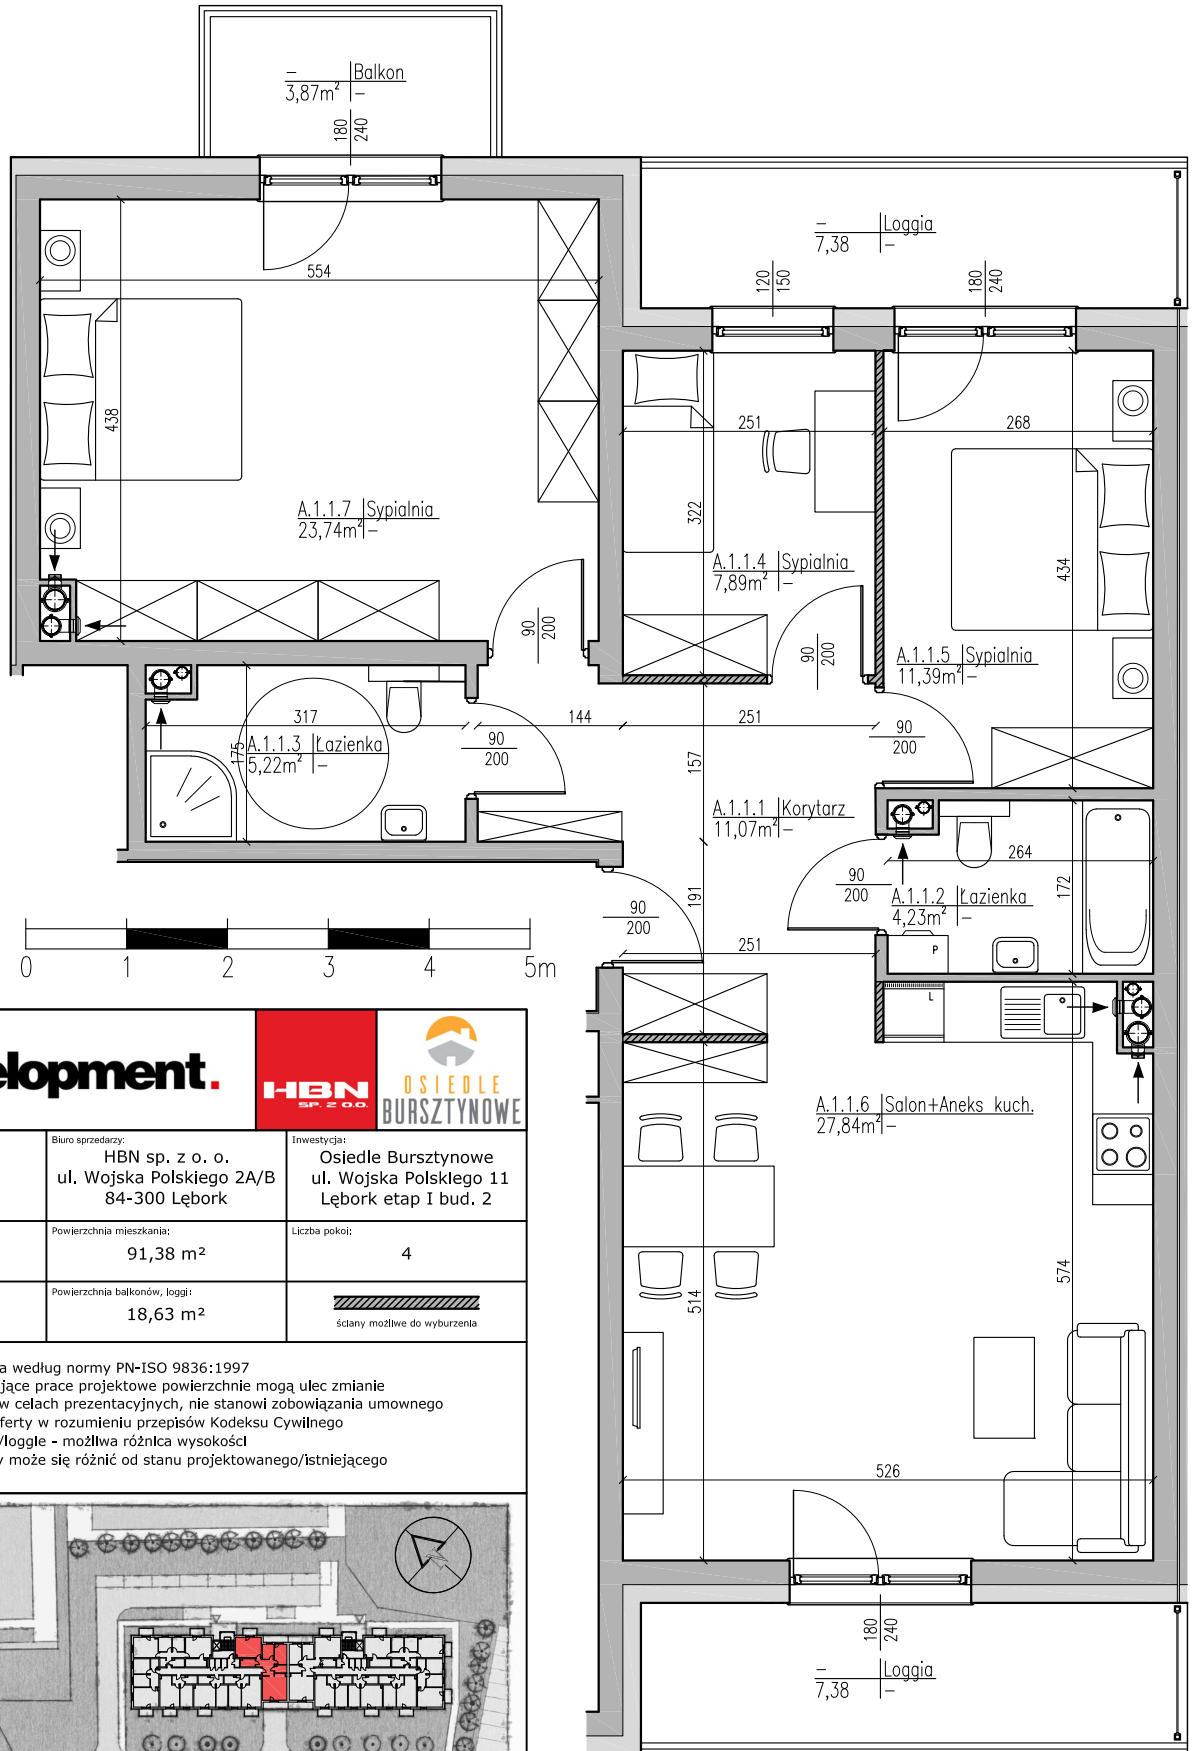 – Balkon
3,87m² –
180
240
– Loggia
7,38 –
554
120
150
180
240
438
251
268
322
434
A.1.1.7 Sypialnia
23,74m² –
A.1.1.4 Sypialnia
7,89m² –
A.1.1.5 Sypialnia
11,39m² –
90
200
90
200
317
144
251
90
200
90
200
175
A.1.1.3 Łazienka
5,22m² –
157
A.1.1.1 Korytarz
11,07m² –
264
172
90
200
A.1.1.2 Łazienka
4,23m² –
191
90
200
251
P
L
0 1 2 3 4 5m
A.1.1.6 Salon+Aneks kuch.
27,84m² –
elopment.
HBN
SP. Z O.O.
OSIEDLE
BURSZTYNOWE
Biuro sprzedarzy:
HBN sp. z o. o.
ul. Wojska Polskiego 2A/B
84-300 Lębork
Inwestycja:
Osiedle Bursztynowe
ul. Wojska Polskiego 11
Lębork etap I bud. 2
Powierzchnia mieszkania:
91,38 m²
Liczba pokoi:
4
Powierzchnia balkonów, loggi:
18,63 m²
ściany możliwe do wyburzenia
514
574
526
a według normy PN-ISO 9836:1997
jące prace projektowe powierzchnie mogą ulec zmianie
w celach prezentacyjnych, nie stanowi zobowiązania umownego
ferty w rozumieniu przepisów Kodeksu Cywilnego
/loggie - możliwa różnica wysokości
y może się różnić od stanu projektowanego/istniejącego
180
240
– Loggia
7,38 –